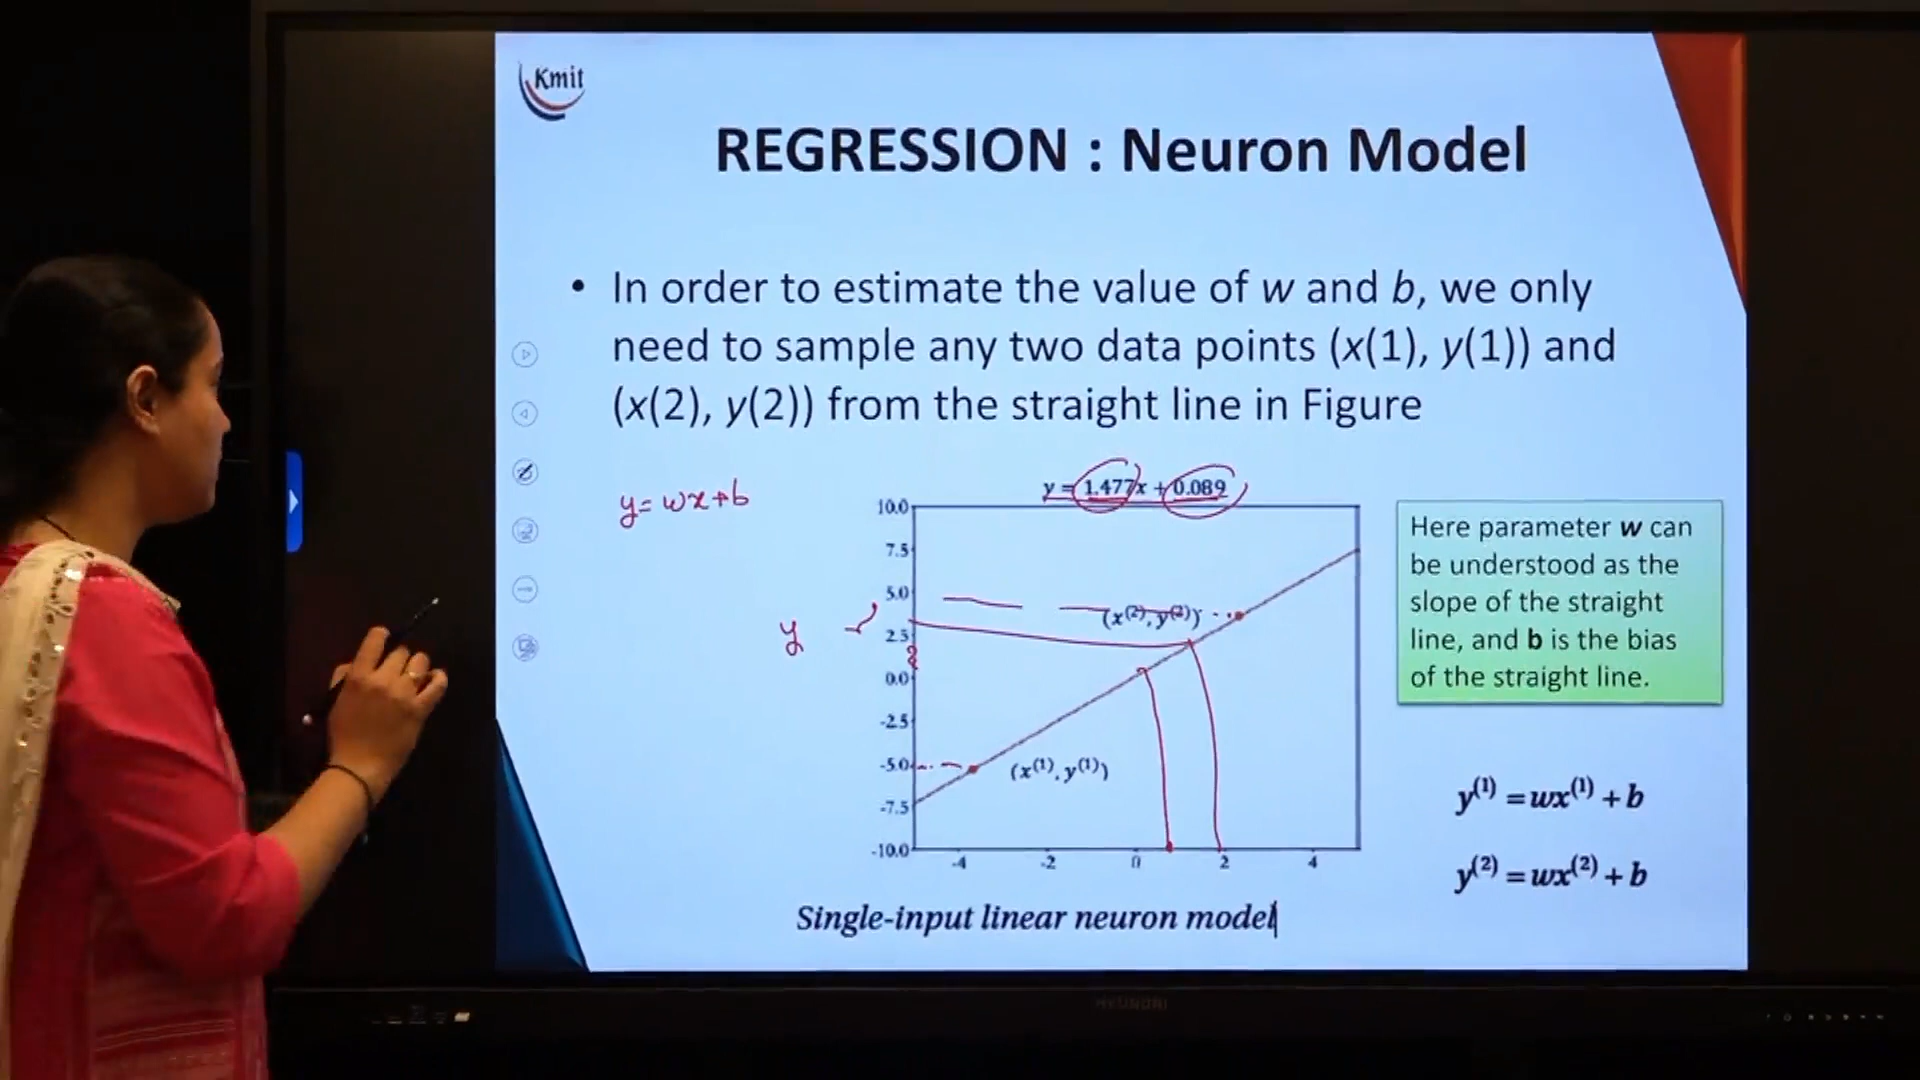 Kmit
REGRESSION : Neuron Model
• In order to estimate the value of w and b, we only
need to sample any two data points (x(1), y(1)) and
(x(2), y(2)) from the straight line in Figure
y = wx+b
y = 1.477x + 0.089
10.0
7.5
5.0
2.5
0.0
-2.5
-5.0
-7.5
-10.0
-4 -2 0 2 4
(x⁽²⁾, y⁽²⁾)
(x⁽¹⁾, y⁽¹⁾)
y
Single-input linear neuron model
Here parameter w can
be understood as the
slope of the straight
line, and b is the bias
of the straight line.
y⁽¹⁾ = wx⁽¹⁾ + b
y⁽²⁾ = wx⁽²⁾ + b
HYUNDAI